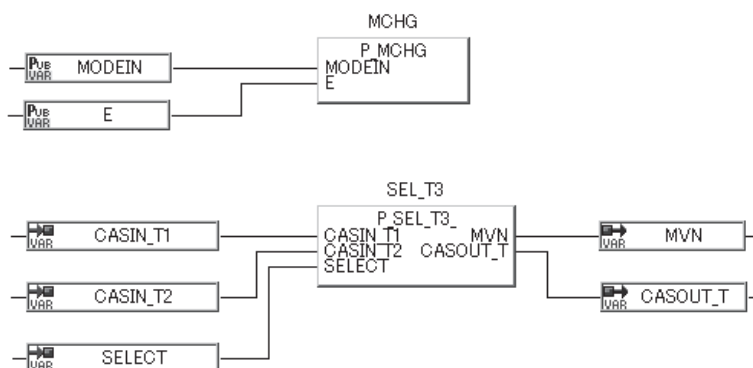 MCHG
P_MCHG
PUB VAR MODEIN
MODEIN
E
PUB VAR E
SEL_T3
P_SEL_T3_
VAR CASIN_T1
CASIN_T1 MVN
VAR MVN
CASIN_T2 CASOUT_T
SELECT
VAR CASIN_T2
VAR CASOUT_T
VAR SELECT